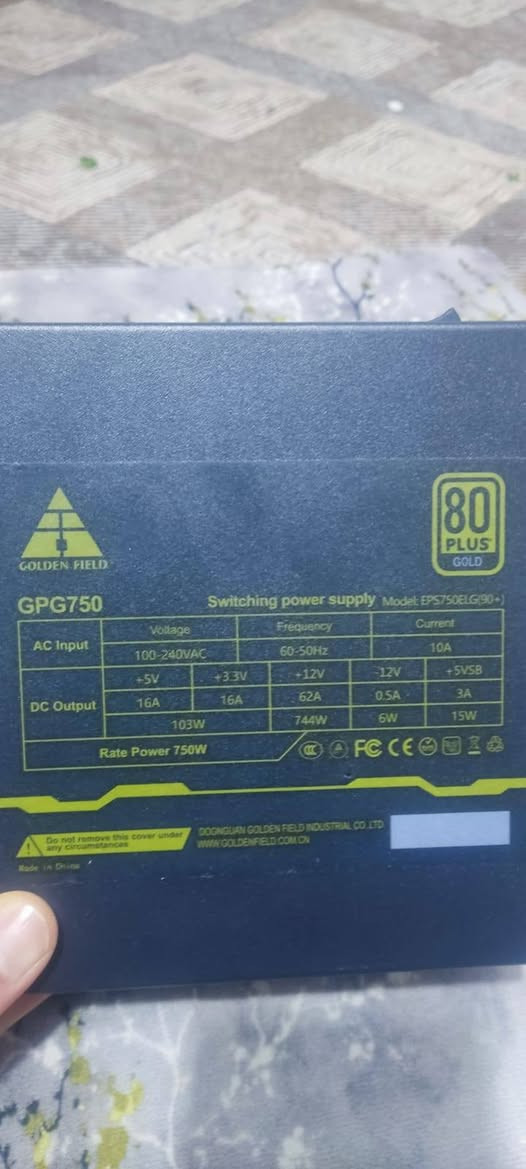 80
PLUS
GOLD
GOLDEN FIELD
GPG750 Switching power supply Model: EPS750ELG(90+)
AC Input Voltage Frequency Current
100-240VAC 60-50Hz 10A
DC Output +5V +3.3V +12V -12V +5VSB
16A 16A 62A 0.5A 3A
103W 744W 6W 15W
Rate Power 750W
FC CE
Do not remove this cover under
any circumstances
DOGNGUAN GOLDEN FIELD INDUSTRIAL CO.,LTD
WWW.GOLDENFIELD.COM.CN
Made in China